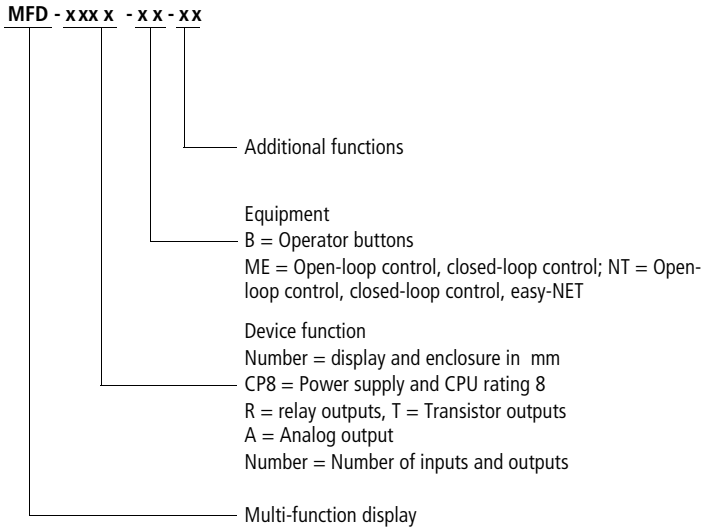 MFD - x x x x - x x - x x
Additional functions
Equipment
B = Operator buttons
ME = Open-loop control, closed-loop control; NT = Open-
loop control, closed-loop control, easy-NET
Device function
Number = display and enclosure in mm
CP8 = Power supply and CPU rating 8
R = relay outputs, T = Transistor outputs
A = Analog output
Number = Number of inputs and outputs
Multi-function display